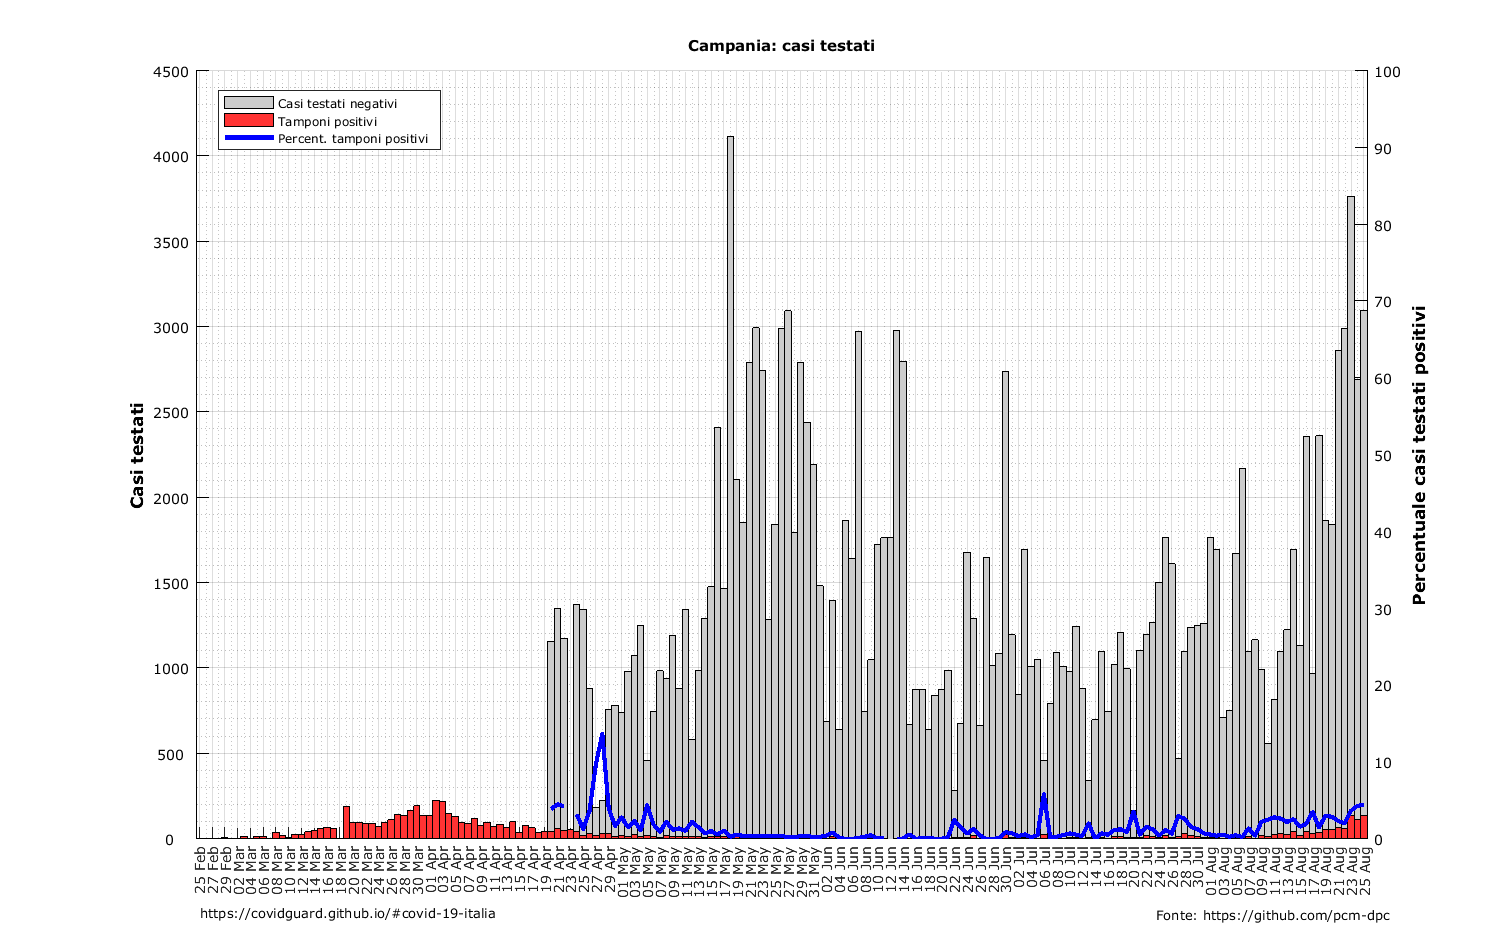 Campania: casi testati
Casi testati negativi
Tamponi positivi
Percent. tamponi positivi
Casi testati
4500
4000
3500
3000
2500
2000
1500
1000
500
0
100
90
80
70
60
50
40
30
20
10
0
Percentuale casi testati positivi
25 Feb
27 Feb
29 Feb
02 Mar
04 Mar
06 Mar
08 Mar
10 Mar
12 Mar
14 Mar
16 Mar
18 Mar
20 Mar
22 Mar
24 Mar
26 Mar
28 Mar
30 Mar
01 Apr
03 Apr
05 Apr
07 Apr
09 Apr
11 Apr
13 Apr
15 Apr
17 Apr
19 Apr
21 Apr
23 Apr
25 Apr
27 Apr
29 Apr
01 May
03 May
05 May
07 May
09 May
11 May
13 May
15 May
17 May
19 May
21 May
23 May
25 May
27 May
29 May
31 May
02 Jun
04 Jun
06 Jun
08 Jun
10 Jun
12 Jun
14 Jun
16 Jun
18 Jun
20 Jun
22 Jun
24 Jun
26 Jun
28 Jun
30 Jun
02 Jul
04 Jul
06 Jul
08 Jul
10 Jul
12 Jul
14 Jul
16 Jul
18 Jul
20 Jul
22 Jul
24 Jul
26 Jul
28 Jul
30 Jul
01 Aug
03 Aug
05 Aug
07 Aug
09 Aug
11 Aug
13 Aug
15 Aug
17 Aug
19 Aug
21 Aug
23 Aug
25 Aug
https://covidguard.github.io/#covid-19-italia
Fonte: https://github.com/pcm-dpc